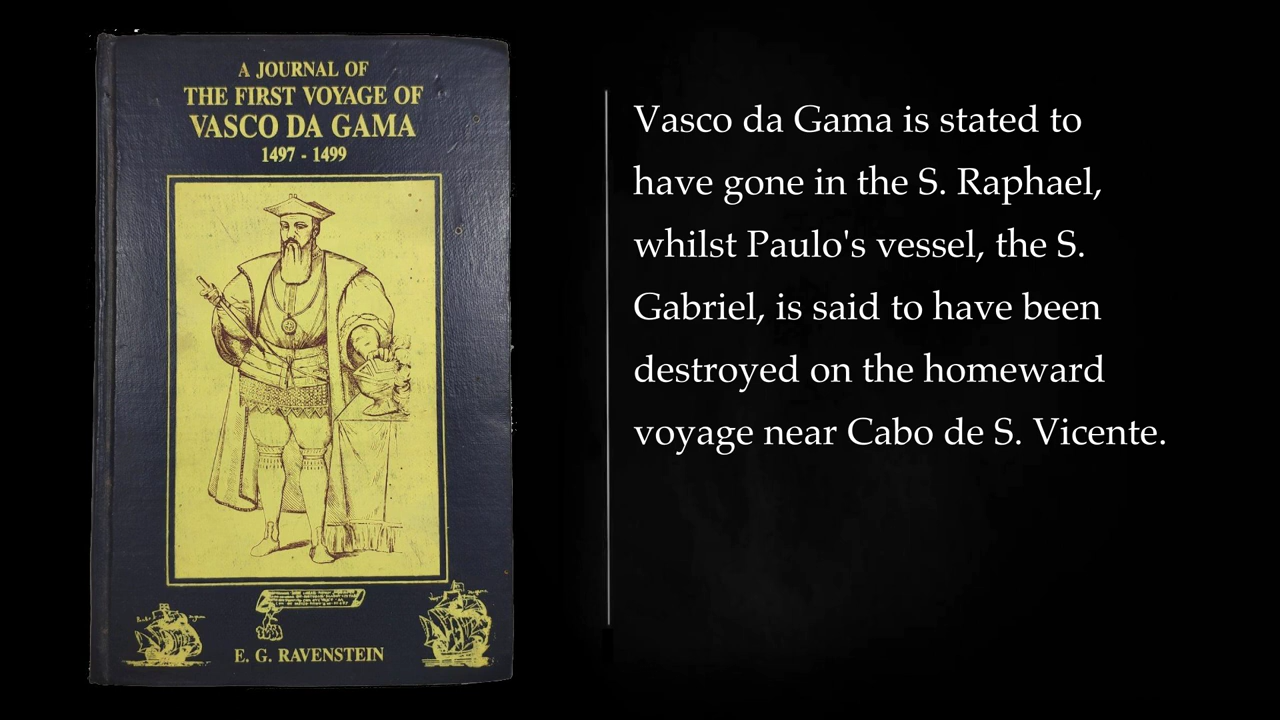 A JOURNAL OF
THE FIRST VOYAGE OF
VASCO DA GAMA
1497 - 1499
E. G. RAVENSTEIN
Vasco da Gama is stated to
have gone in the S. Raphael,
whilst Paulo's vessel, the S.
Gabriel, is said to have been
destroyed on the homeward
voyage near Cabo de S. Vicente.